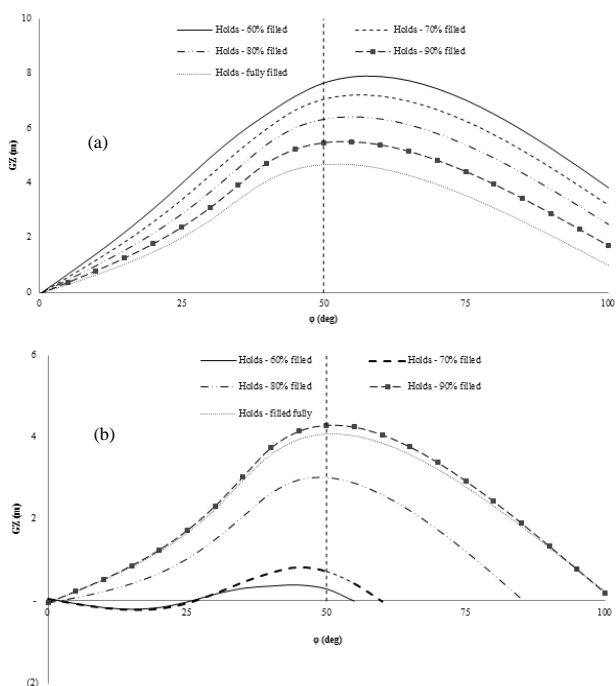 10
8
6
4
2
0
GZ (m)
Holds - 60% filled
Holds - 70% filled
Holds - 80% filled
Holds - 90% filled
Holds - fully filled
(a)
0
25
50
75
100
φ (deg)
6
4
2
-
(2)
GZ (m)
Holds - 60% filled
Holds - 70% filled
Holds - 80% filled
Holds - 90% filled
Holds - filled fully
(b)
0
25
50
75
100
φ (deg)